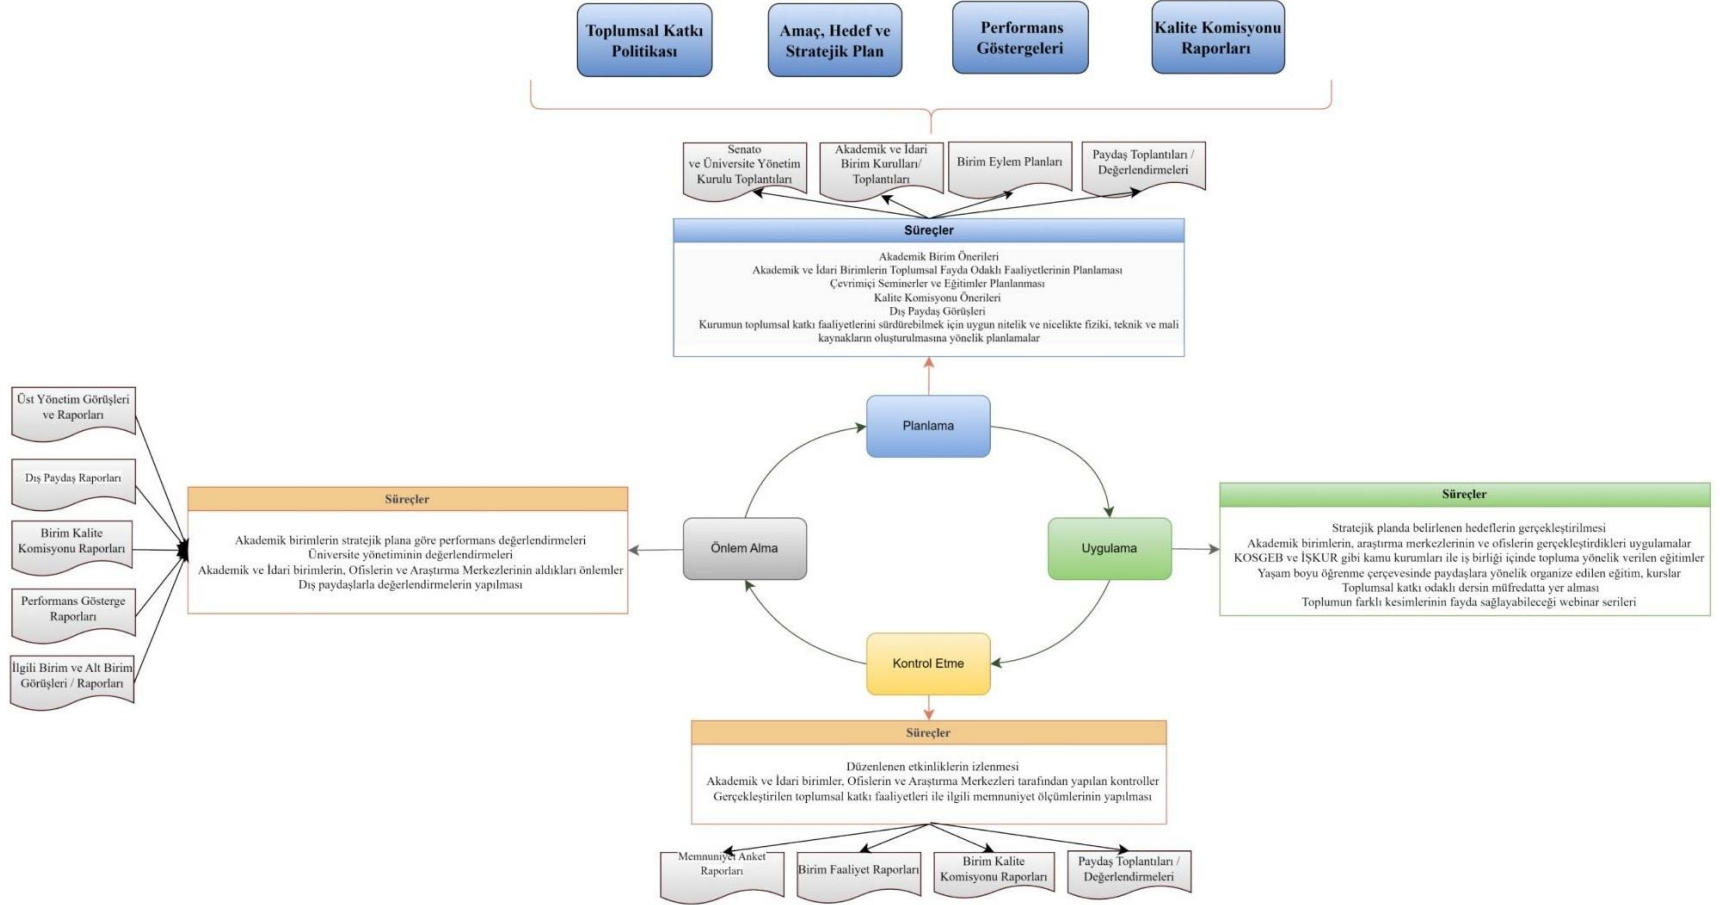 Toplumsal Katkı
Politikası
Amaç, Hedef ve
Stratejik Plan
Performans
Göstergeleri
Kalite Komisyonu
Raporları
Senato
ve Üniversite Yönetim
Kurulu Toplantıları
Akademik ve İdari
Birim Kurulları/
Toplantıları
Birim Eylem Planları
Paydaş Toplantıları /
Değerlendirmeleri
Süreçler
Akademik Birim Önerileri
Akademik ve İdari Birimlerin Toplumsal Fayda Odaklı Faaliyetlerinin Planlaması
Çevrimiçi Seminerler ve Eğitimler Planlanması
Kalite Komisyonu Önerileri
Dış Paydaş Görüşleri
Kurumun toplumsal katkı faaliyetlerini sürdürebilmek için uygun nitelik ve nicelikte fiziki, teknik ve mali
kaynakların oluşturulmasına yönelik planlamalar
Planlama
Üst Yönetim Görüşleri
ve Raporları
Dış Paydaş Raporları
Birim Kalite
Komisyonu Raporları
Performans Gösterge
Raporları
İlgili Birim ve Alt Birim
Görüşleri / Raporları
Süreçler
Akademik birimlerin stratejik plana göre performans değerlendirmeleri
Üniversite yönetiminin değerlendirmeleri
Akademik ve İdari birimlerin, Ofislerin ve Araştırma Merkezlerinin aldıkları önlemler
Dış paydaşlarla değerlendirmelerin yapılması
Önlem Alma
Uygulama
Süreçler
Stratejik planda belirlenen hedeflerin gerçekleştirilmesi
Akademik birimlerin, araştırma merkezlerinin ve ofislerin gerçekleştirdikleri uygulamalar
KOSGEB ve İŞKUR gibi kamu kurumları ile iş birliği içinde topluma yönelik verilen eğitimler
Yaşam boyu öğrenme çerçevesinde paydaşlara yönelik organize edilen eğitim, kurslar
Toplumsal katkı odaklı dersin müfredatta yer alması
Toplumun farklı kesimlerinin fayda sağlayabileceği webinar serileri
Kontrol Etme
Süreçler
Düzenlenen etkinliklerin izlenmesi
Akademik ve İdari birimler, Ofislerin ve Araştırma Merkezleri tarafından yapılan kontroller
Gerçekleştirilen toplumsal katkı faaliyetleri ile ilgili memnuniyet ölçümlerinin yapılması
Memnuniyet Anket
Raporları
Birim Faaliyet Raporları
Birim Kalite
Komisyonu Raporları
Paydaş Toplantıları /
Değerlendirmeleri